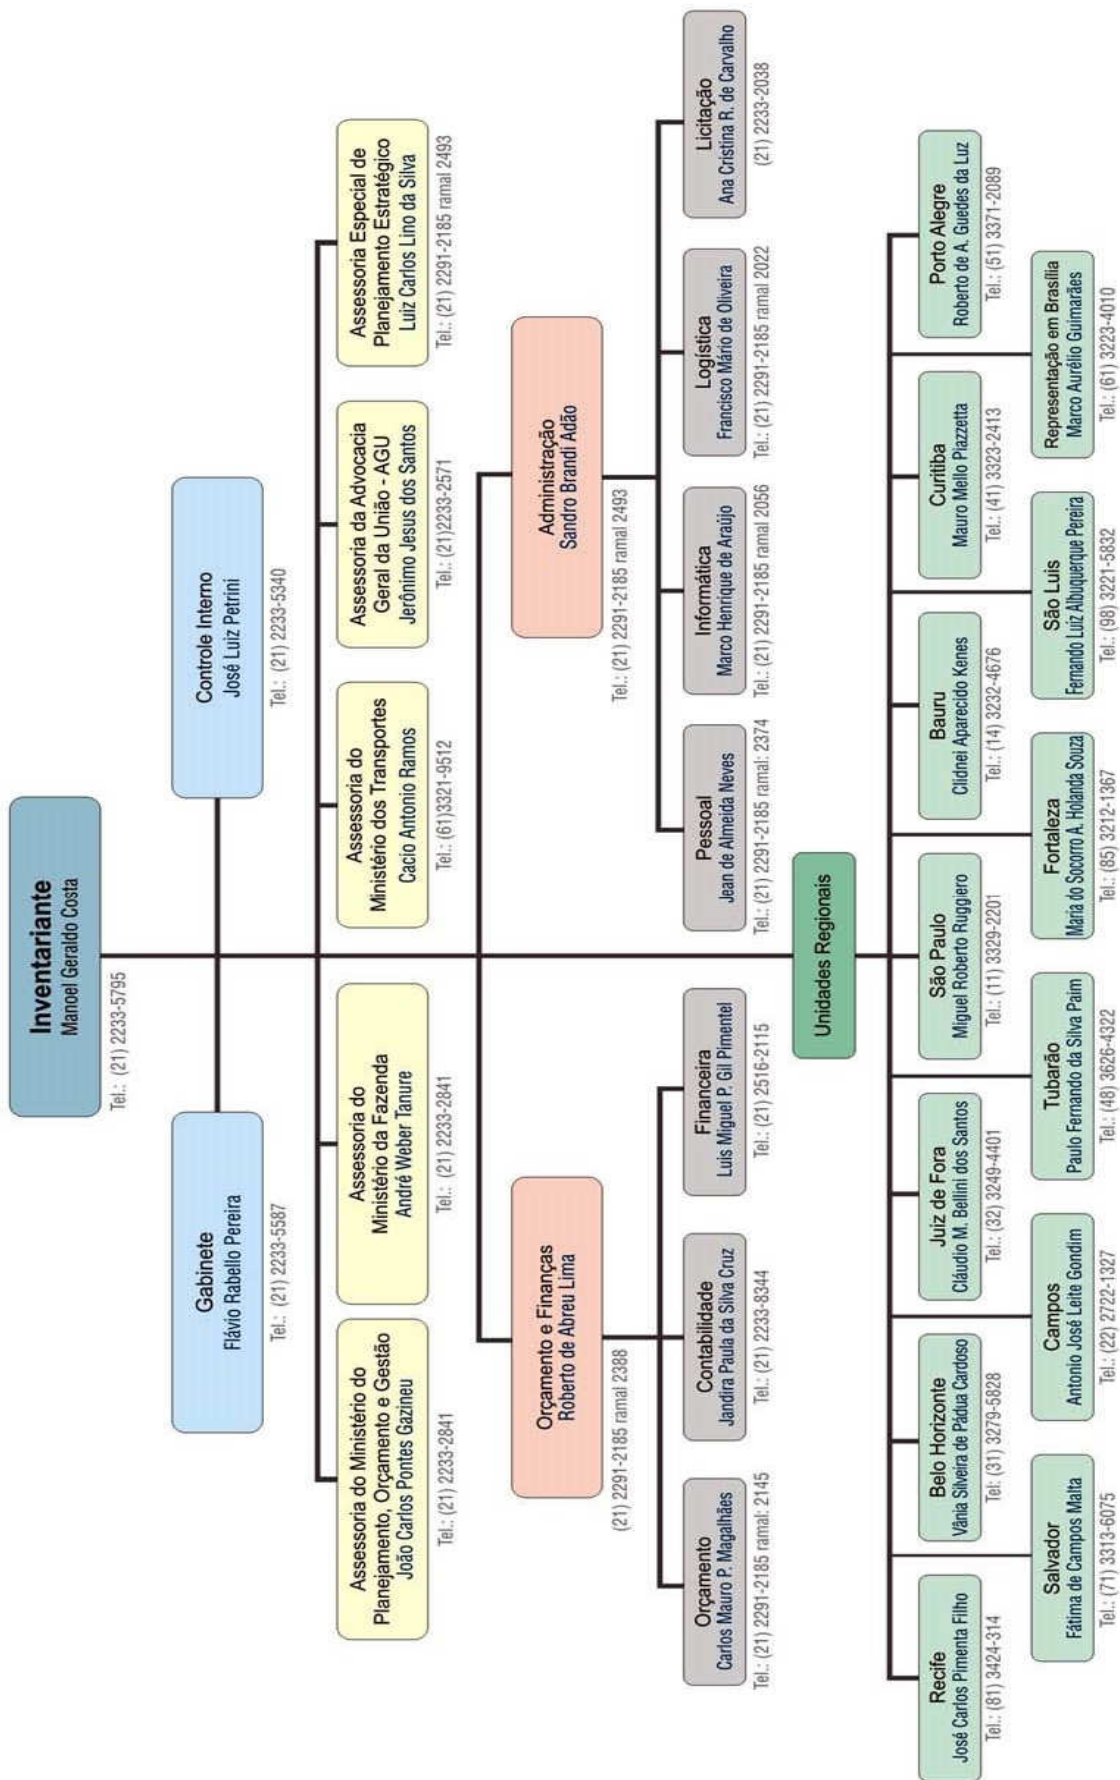 Inventariante
Manoel Geraldo Costa
Tel.: (21) 2233-5795
Gabinete
Flávio Rabello Pereira
Tel.: (21) 2233-5587
Controle Interno
José Luiz Petrini
Tel.: (21) 2233-5340
Assessoria do Ministério do
Planejamento, Orçamento e Gestão
João Carlos Pontes Gazineu
Tel.: (21) 2233-2841
Assessoria do
Ministério da Fazenda
André Weber Tanure
Tel.: (21) 2233-2841
Assessoria do
Ministério dos Transportes
Cacio Antonio Ramos
Tel.: (61)3321-9512
Assessoria da Advocacia
Geral da União - AGU
Jerônimo Jesus dos Santos
Tel.: (21)2233-2571
Assessoria Especial de
Planejamento Estratégico
Luiz Carlos Lino da Silva
Tel.: (21) 2291-2185 ramal 2493
Orçamento e Finanças
Roberto de Abreu Lima
(21) 2291-2185 ramal 2388
Administração
Sandro Brandi Adão
Tel.: (21) 2291-2185 ramal 2493
Orçamento
Carlos Mauro P. Magalhães
Tel.: (21) 2291-2185 ramal: 2145
Contabilidade
Jandira Paula da Silva Cruz
Tel.: (21) 2233-8344
Financeira
Luis Miguel P. Gil Pimentel
Tel.: (21) 2516-2115
Pessoal
Jean de Almeida Neves
Tel.: (21) 2291-2185 ramal: 2374
Informática
Marco Henrique de Araújo
Tel.: (21) 2291-2185 ramal 2056
Logística
Francisco Mário de Oliveira
Tel.: (21) 2291-2185 ramal 2022
Licitação
Ana Cristina R. de Carvalho
(21) 2233-2038
Unidades Regionais
Recife
José Carlos Pimenta Filho
Tel.: (81) 3424-314
Belo Horizonte
Vânia Silveira de Pádua Cardoso
Tel: (31) 3279-5828
Juiz de Fora
Cláudio M. Bellini dos Santos
Tel.: (32) 3249-4401
São Paulo
Miguel Roberto Ruggiero
Tel.: (11) 3329-2201
Bauru
Clidnei Aparecido Kenes
Tel.: (14) 3232-4676
Curitiba
Mauro Mello Piazzetta
Tel.: (41) 3323-2413
Porto Alegre
Roberto de A. Guedes da Luz
Tel.: (51) 3371-2089
Salvador
Fátima de Campos Malta
Tel.: (71) 3313-6075
Campos
Antonio José Leite Gondim
Tel.: (22) 2722-1327
Tubarão
Paulo Fernando da Silva Paim
Tel.: (48) 3626-4322
Fortaleza
Maria do Socorro A. Holanda Souza
Tel.: (85) 3212-1367
São Luis
Fernando Luiz Albuquerque Pereira
Tel.: (98) 3221-5832
Representação em Brasília
Marco Aurélio Guimarães
Tel.: (61) 3223-4010